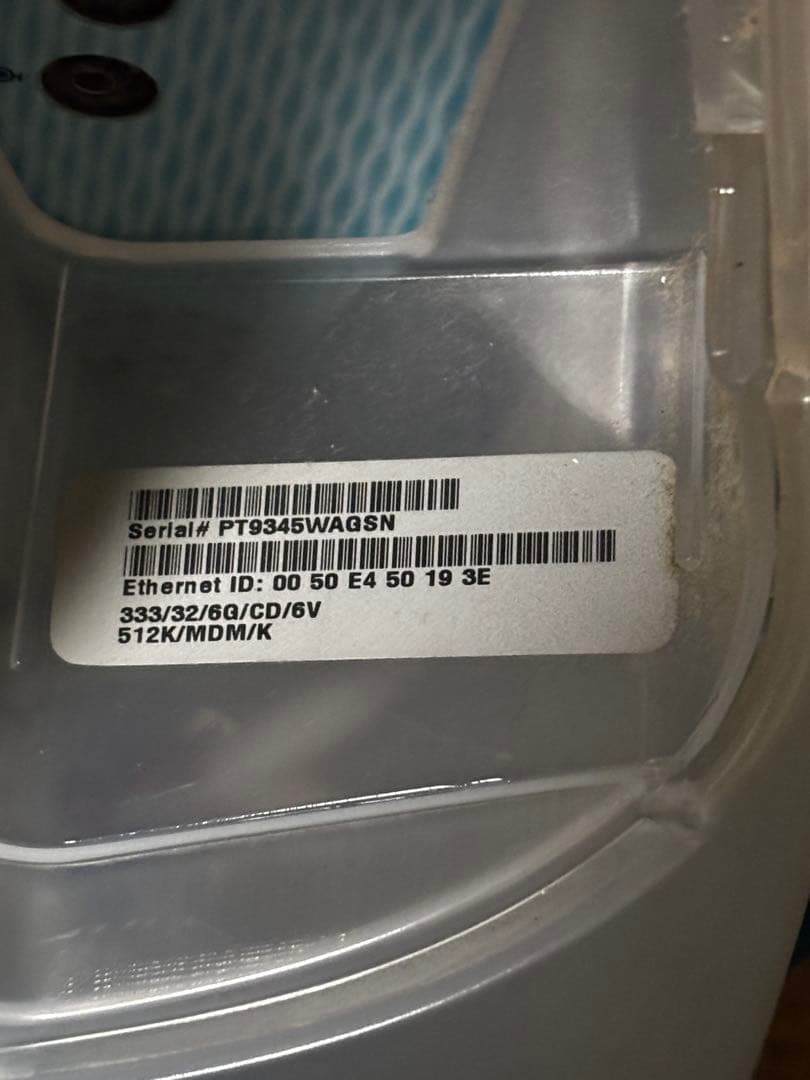 Serial# PT9345WAGSN
Ethernet ID: 00 50 E4 50 19 3E
333/32/6G/CD/6V
512K/MDM/K